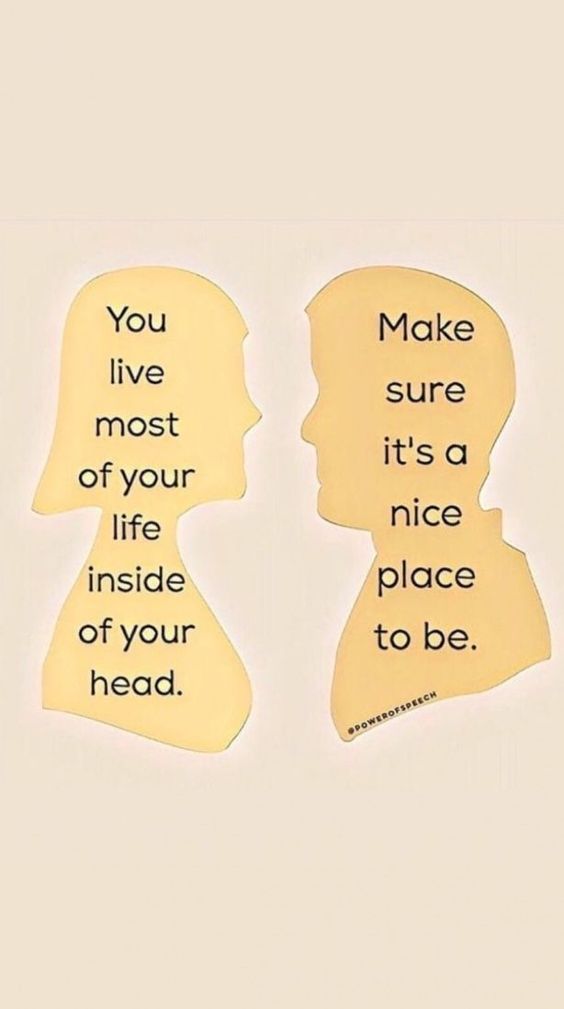 You
live
most
of your
life
inside
of your
head.
Make
sure
it's a
nice
place
to be.
@POWEROFSPEECH